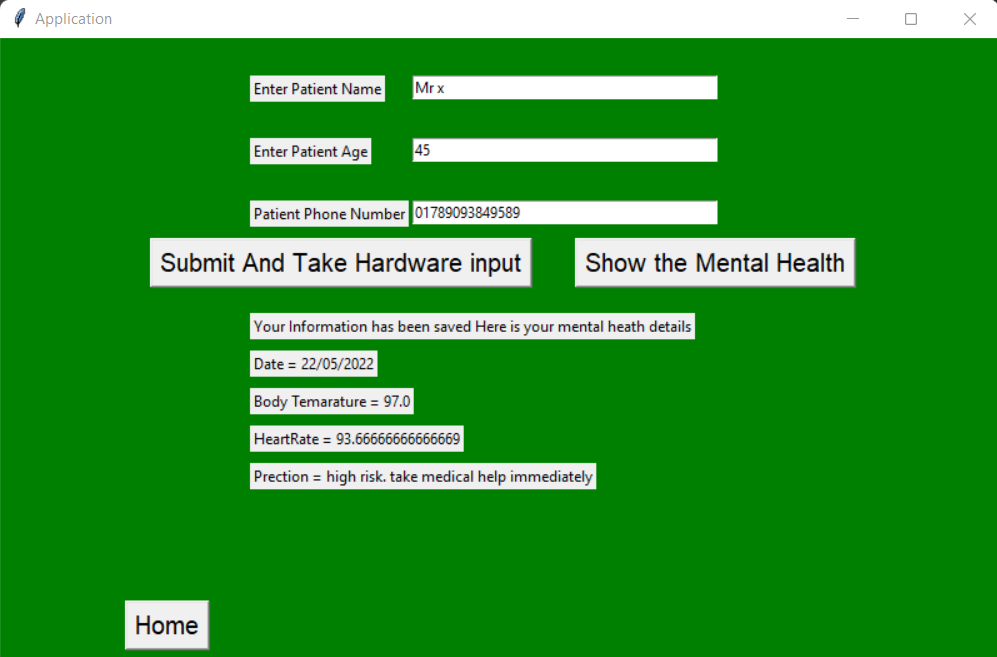 Application
Enter Patient Name Mr x
Enter Patient Age 45
Patient Phone Number 01789093849589
Submit And Take Hardware input Show the Mental Health
Your Information has been saved Here is your mental heath details
Date = 22/05/2022
Body Temarature = 97.0
HeartRate = 93.66666666666669
Prection = high risk. take medical help immediately
Home